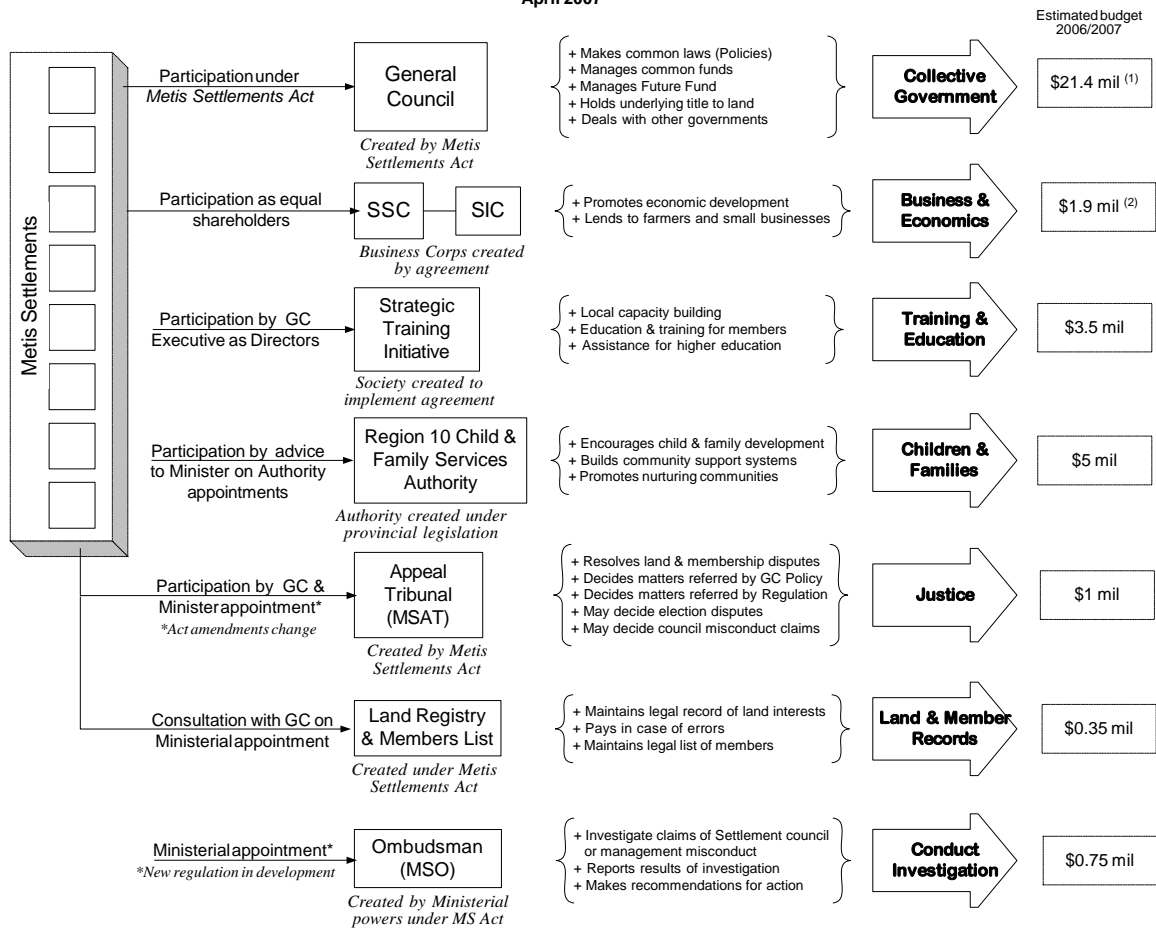 April 2007
Estimated budget
2006/2007
Metis Settlements
Participation under
Metis Settlements Act
General
Council
Created by Metis
Settlements Act
+ Makes common laws (Policies)
+ Manages common funds
+ Manages Future Fund
+ Holds underlying title to land
+ Deals with other governments
Collective
Government
$21.4 mil (1)
Participation as equal
shareholders
SSC
SIC
Business Corps created
by agreement
+ Promotes economic development
+ Lends to farmers and small businesses
Business &
Economics
$1.9 mil (2)
Participation by GC
Executive as Directors
Strategic
Training
Initiative
Society created to
implement agreement
+ Local capacity building
+ Education & training for members
+ Assistance for higher education
Training &
Education
$3.5 mil
Participation by advice
to Minister on Authority
appointments
Region 10 Child &
Family Services
Authority
Authority created under
provincial legislation
+ Encourages child & family development
+ Builds community support systems
+ Promotes nurturing communities
Children &
Families
$5 mil
Participation by GC &
Minister appointment*
*Act amendments change
Appeal
Tribunal
(MSAT)
Created by Metis
Settlements Act
+ Resolves land & membership disputes
+ Decides matters referred by GC Policy
+ Decides matters referred by Regulation
+ May decide election disputes
+ May decide council misconduct claims
Justice
$1 mil
Consultation with GC on
Ministerial appointment
Land Registry
& Members List
Created under Metis
Settlements Act
+ Maintains legal record of land interests
+ Pays in case of errors
+ Maintains legal list of members
Land & Member
Records
$0.35 mil
Ministerial appointment*
*New regulation in development
Ombudsman
(MSO)
Created by Ministerial
powers under MS Act
+ Investigate claims of Settlement council
or management misconduct
+ Reports results of investigation
+ Makes recommendations for action
Conduct
Investigation
$0.75 mil